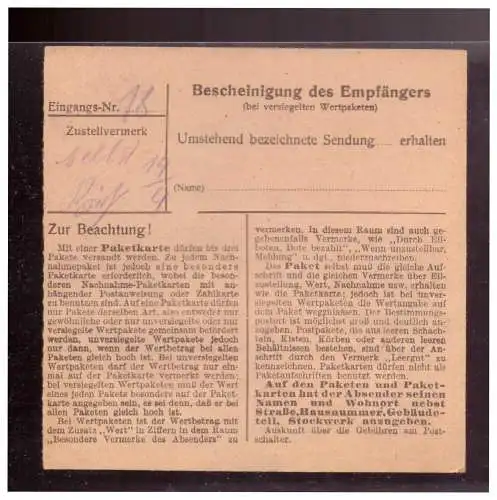 Eingangs-Nr. 18
Zustellvermerk
selbst 19/4
Bescheinigung des Empfängers
(bei versiegelten Wertpaketen)
Umstehend bezeichnete Sendung.... erhalten
(Name)
Zur Beachtung!
Mit einer Paketkarte dürfen bis drei
Pakete versandt werden. Zu jedem Nach-
nahmepaket ist jedoch eine besondere
Paketkarte erforderlich, wobei die beson-
deren Nachnahme-Paketkarten mit an-
hängender Postanweisung oder Zahlkarte
zu benutzen sind. Auf eine Paketkarte dürfen
nur Pakete derselben Art, also entweder nur
gewöhnliche oder nur unversiegelte oder nur
versiegelte Wertpakete gemeinsam befördert
werden, unversiegelte Wertpakete jedoch
nur dann, wenn der Wertbetrag bei allen
Paketen gleich hoch ist. Bei unversiegelten
Wertpaketen darf der Wertbetrag nur ein-
mal auf der Paketkarte vermerkt werden;
bei versiegelten Wertpaketen muß der Wert
eines jeden Pakets besonders auf der Paket-
karte angegeben sein, es sei denn, daß er bei
allen Paketen gleich hoch ist.
Bei Wertpaketen ist der Wertbetrag mit
dem Zusatz „Wert" in Ziffern in dem Raum
„Besondere Vermerke des Absenders" zu
vermerken. In diesem Raum sind auch ge-
gebenenfalls Vermerke, wie „Durch Eil-
boten, Bote bezahlt", „Wenn unzustellbar,
Meldung" u. dgl. niederzuschreiben.
Das Paket selbst muß die gleiche Auf-
schrift und die gleichen Vermerke über Eil-
zustellung, Wert, Nachnahme usw. erhalten
wie die Paketkarte, jedoch ist bei unver-
siegelten Wertpaketen die Wertangabe auf
dem Paket wegzulassen. Der Bestimmungs-
postort ist möglichst groß und deutlich an-
zugeben. Postpakete, die aus leeren Schach-
teln, Kisten, Körben oder anderen leeren
Behältnissen bestehen, sind über der An-
schrift durch den Vermerk „Leergut" zu
kennzeichnen. Paketkarten dürfen nicht als
Paketaufschriften benutzt werden.
Auf den Paketen und Paket-
karten hat der Absender seinen
Namen und Wohnort nebst
Straße, Hausnummer, Gebäude-
teil, Stockwerk anzugeben.
Auskunft über die Gebühren am Post-
schalter.